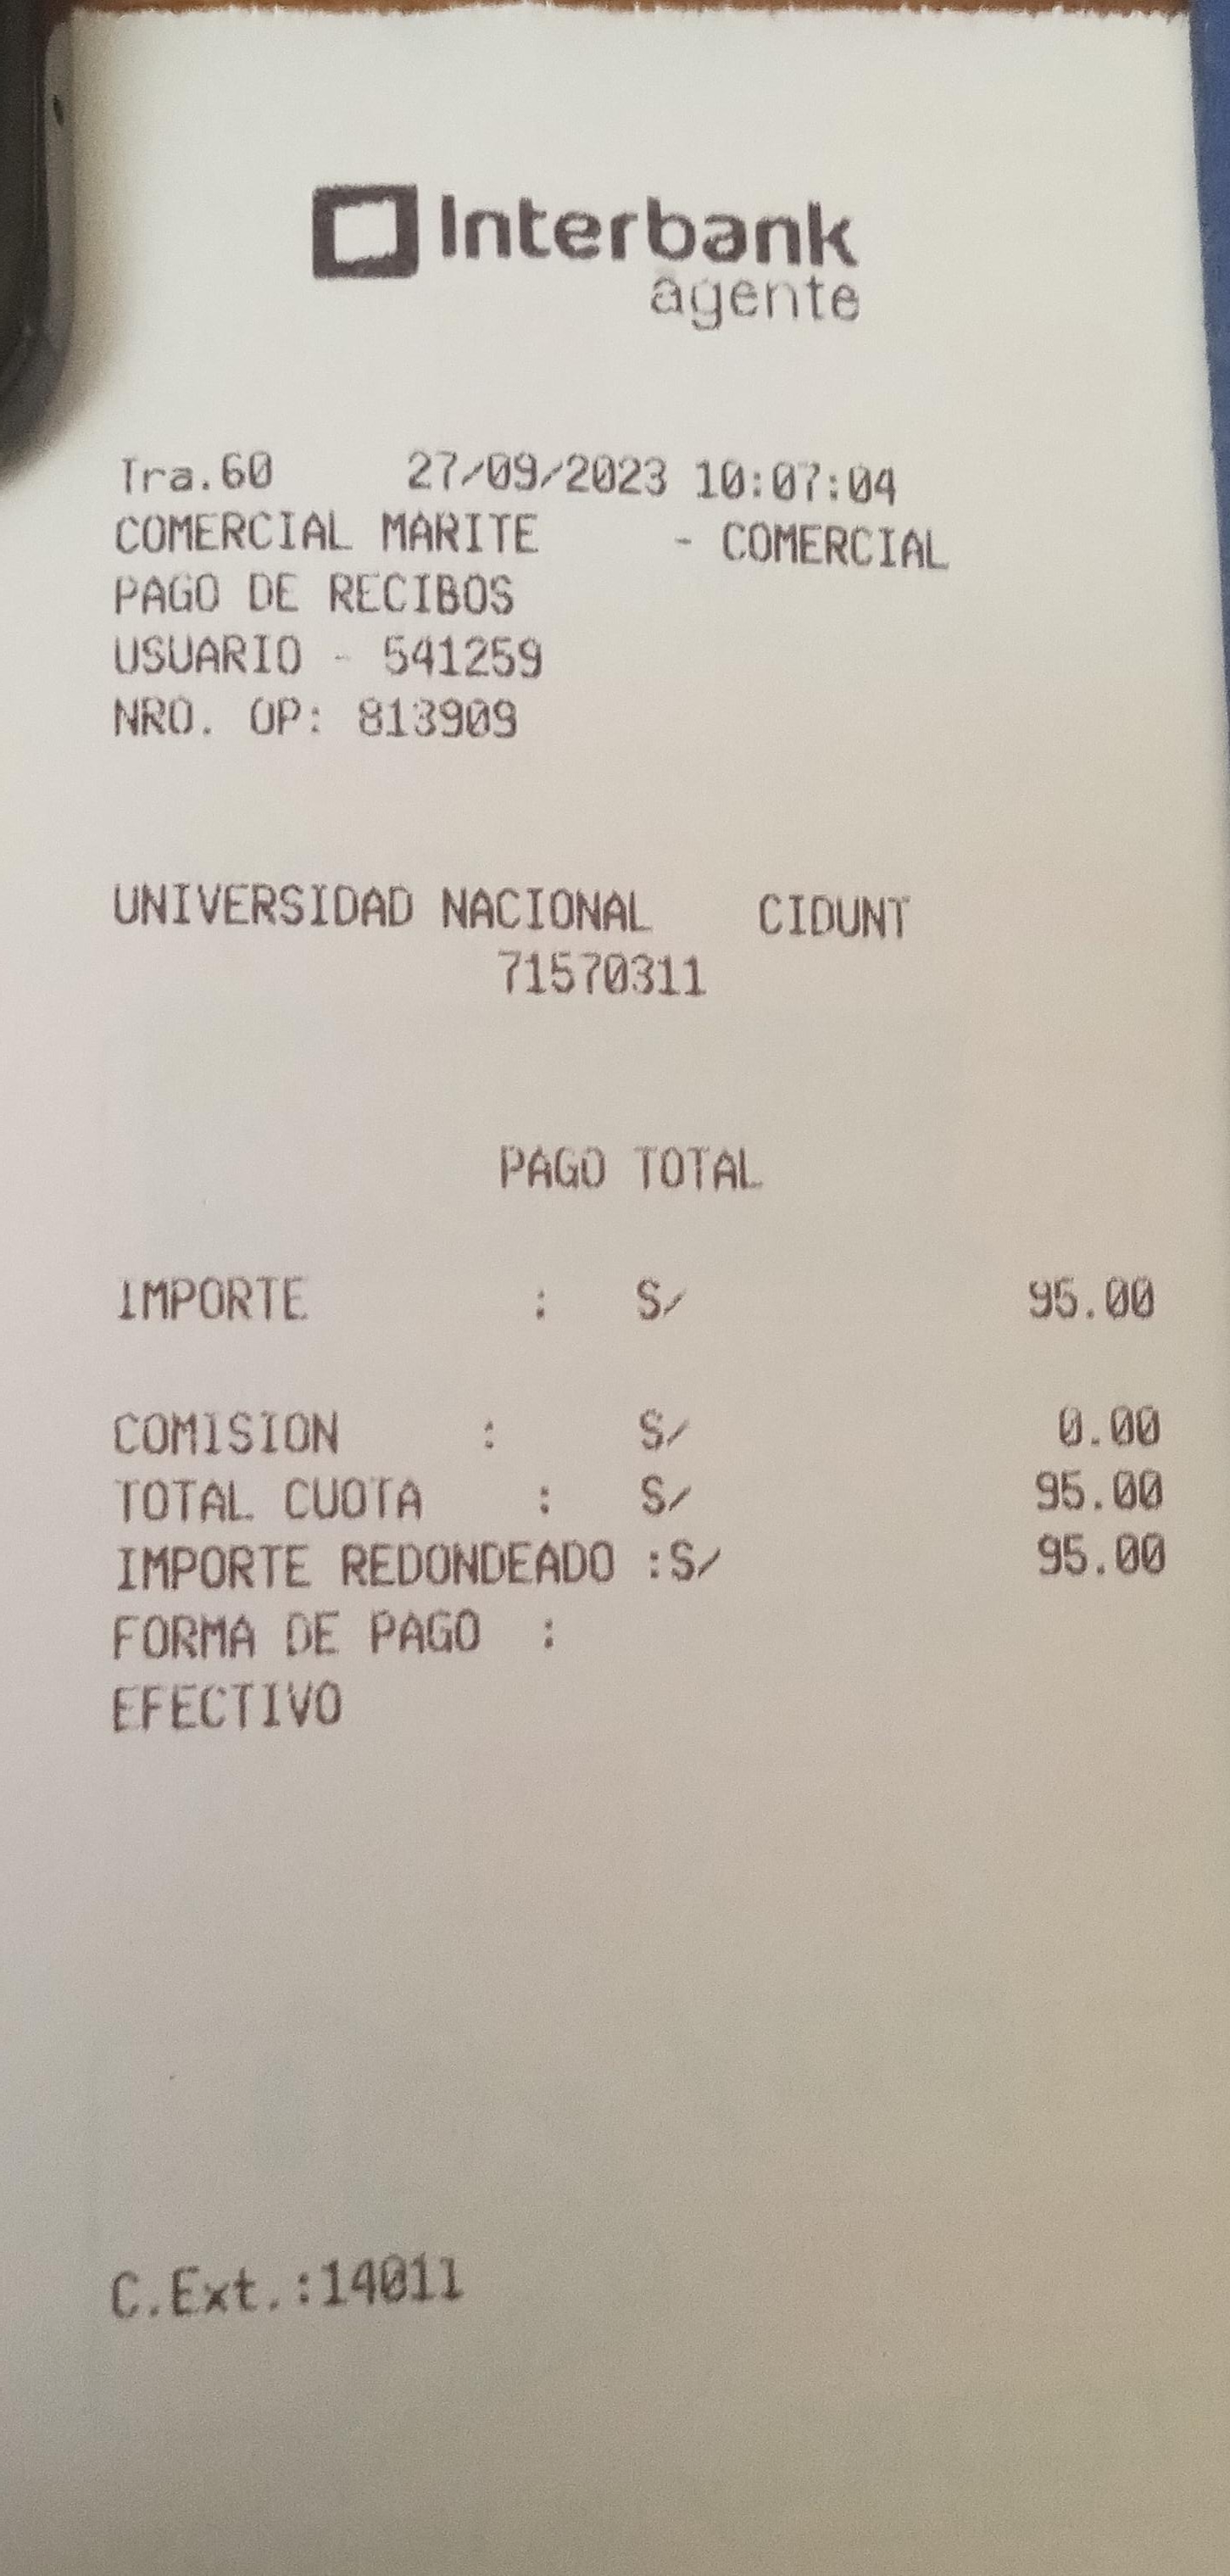 Interbank
agente
Tra.60 27/09/2023 10:07:04
COMERCIAL MARITE - COMERCIAL
PAGO DE RECIBOS
USUARIO - 541259
NRO. OP: 813909
UNIVERSIDAD NACIONAL CIDUNT
71570311
PAGO TOTAL
IMPORTE : S/ 95.00
COMISION : S/ 0.00
TOTAL CUOTA : S/ 95.00
IMPORTE REDONDEADO :S/ 95.00
FORMA DE PAGO :
EFECTIVO
C.Ext.:14011